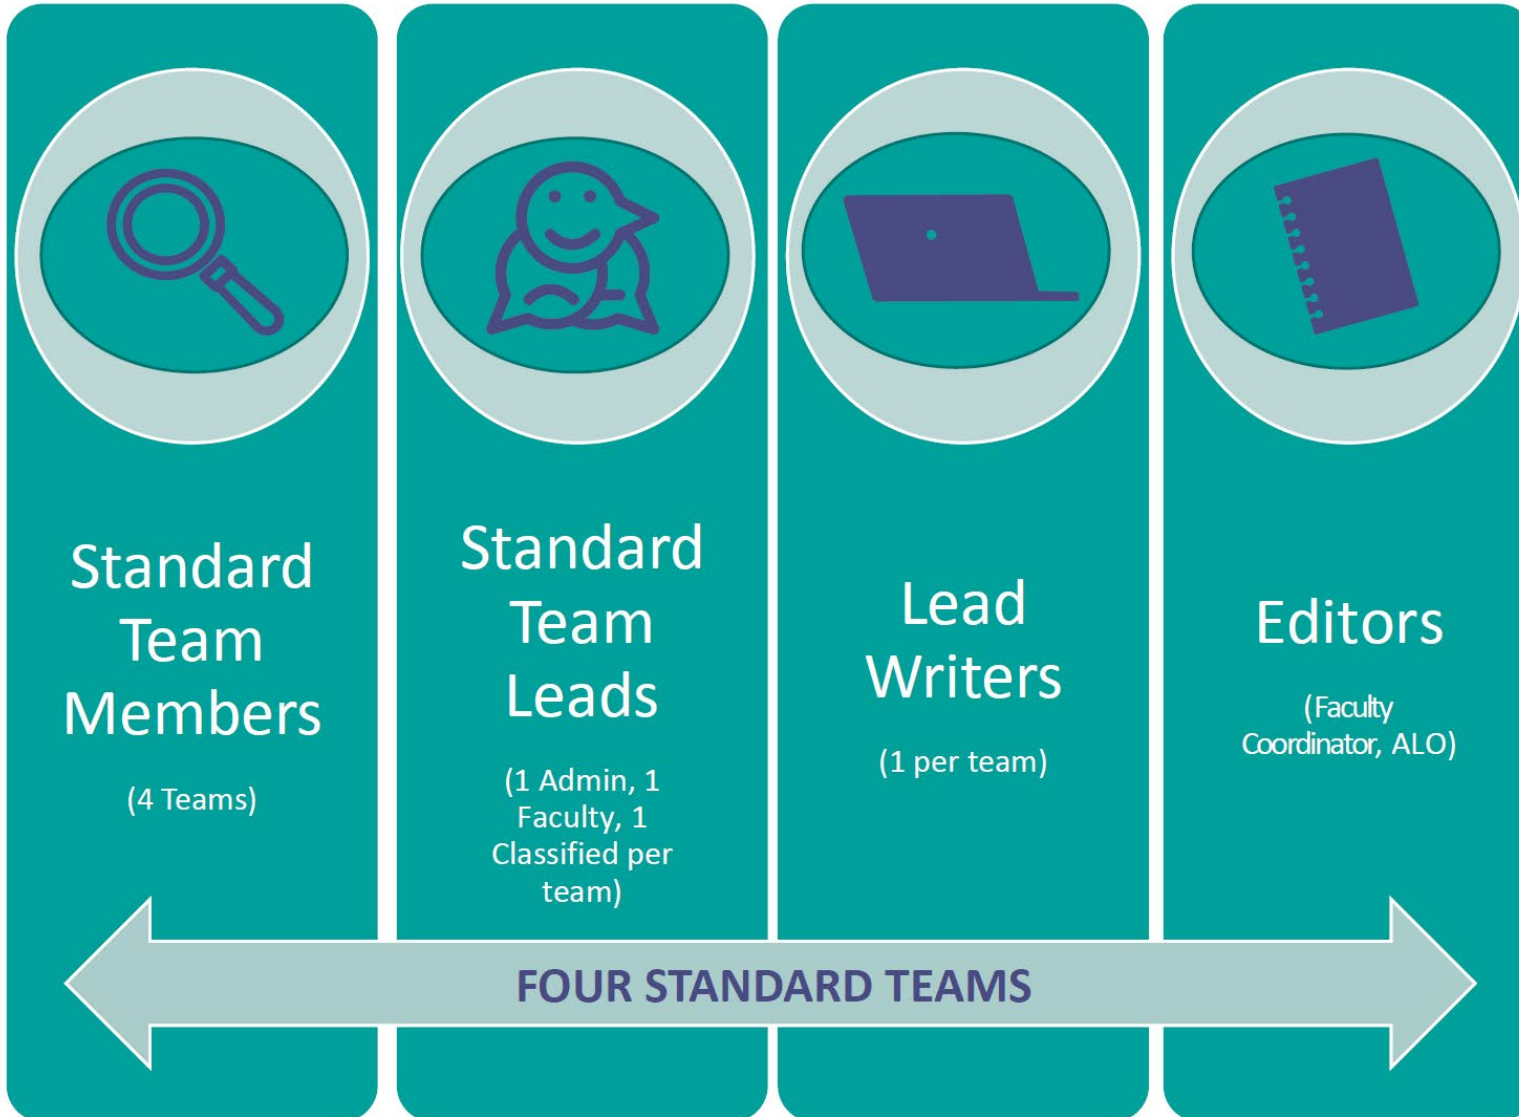 Standard
Team
Members
(4 Teams)
Standard
Team
Leads
(1 Admin, 1
Faculty, 1
Classified per
team)
Lead
Writers
(1 per team)
Editors
(Faculty
Coordinator, ALO)
FOUR STANDARD TEAMS